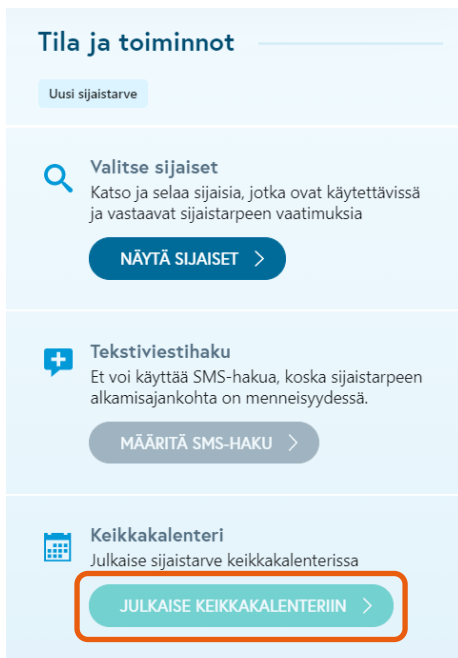 Tila ja toiminnot
Uusi sijaistarve
Valitse sijaiset
Katso ja selaa sijaisia, jotka ovat käytettävissä
ja vastaavat sijaistarpeen vaatimuksia
NÄYTÄ SIJAISET
Tekstiviestihaku
Et voi käyttää SMS-hakua, koska sijaistarpeen
alkamisajankohta on menneisyydessä.
MÄÄRITÄ SMS-HAKU
Keikkakalenteri
Julkaise sijaistarve keikkakalenterissa
JULKAISE KEIKKAKALENTERIIN